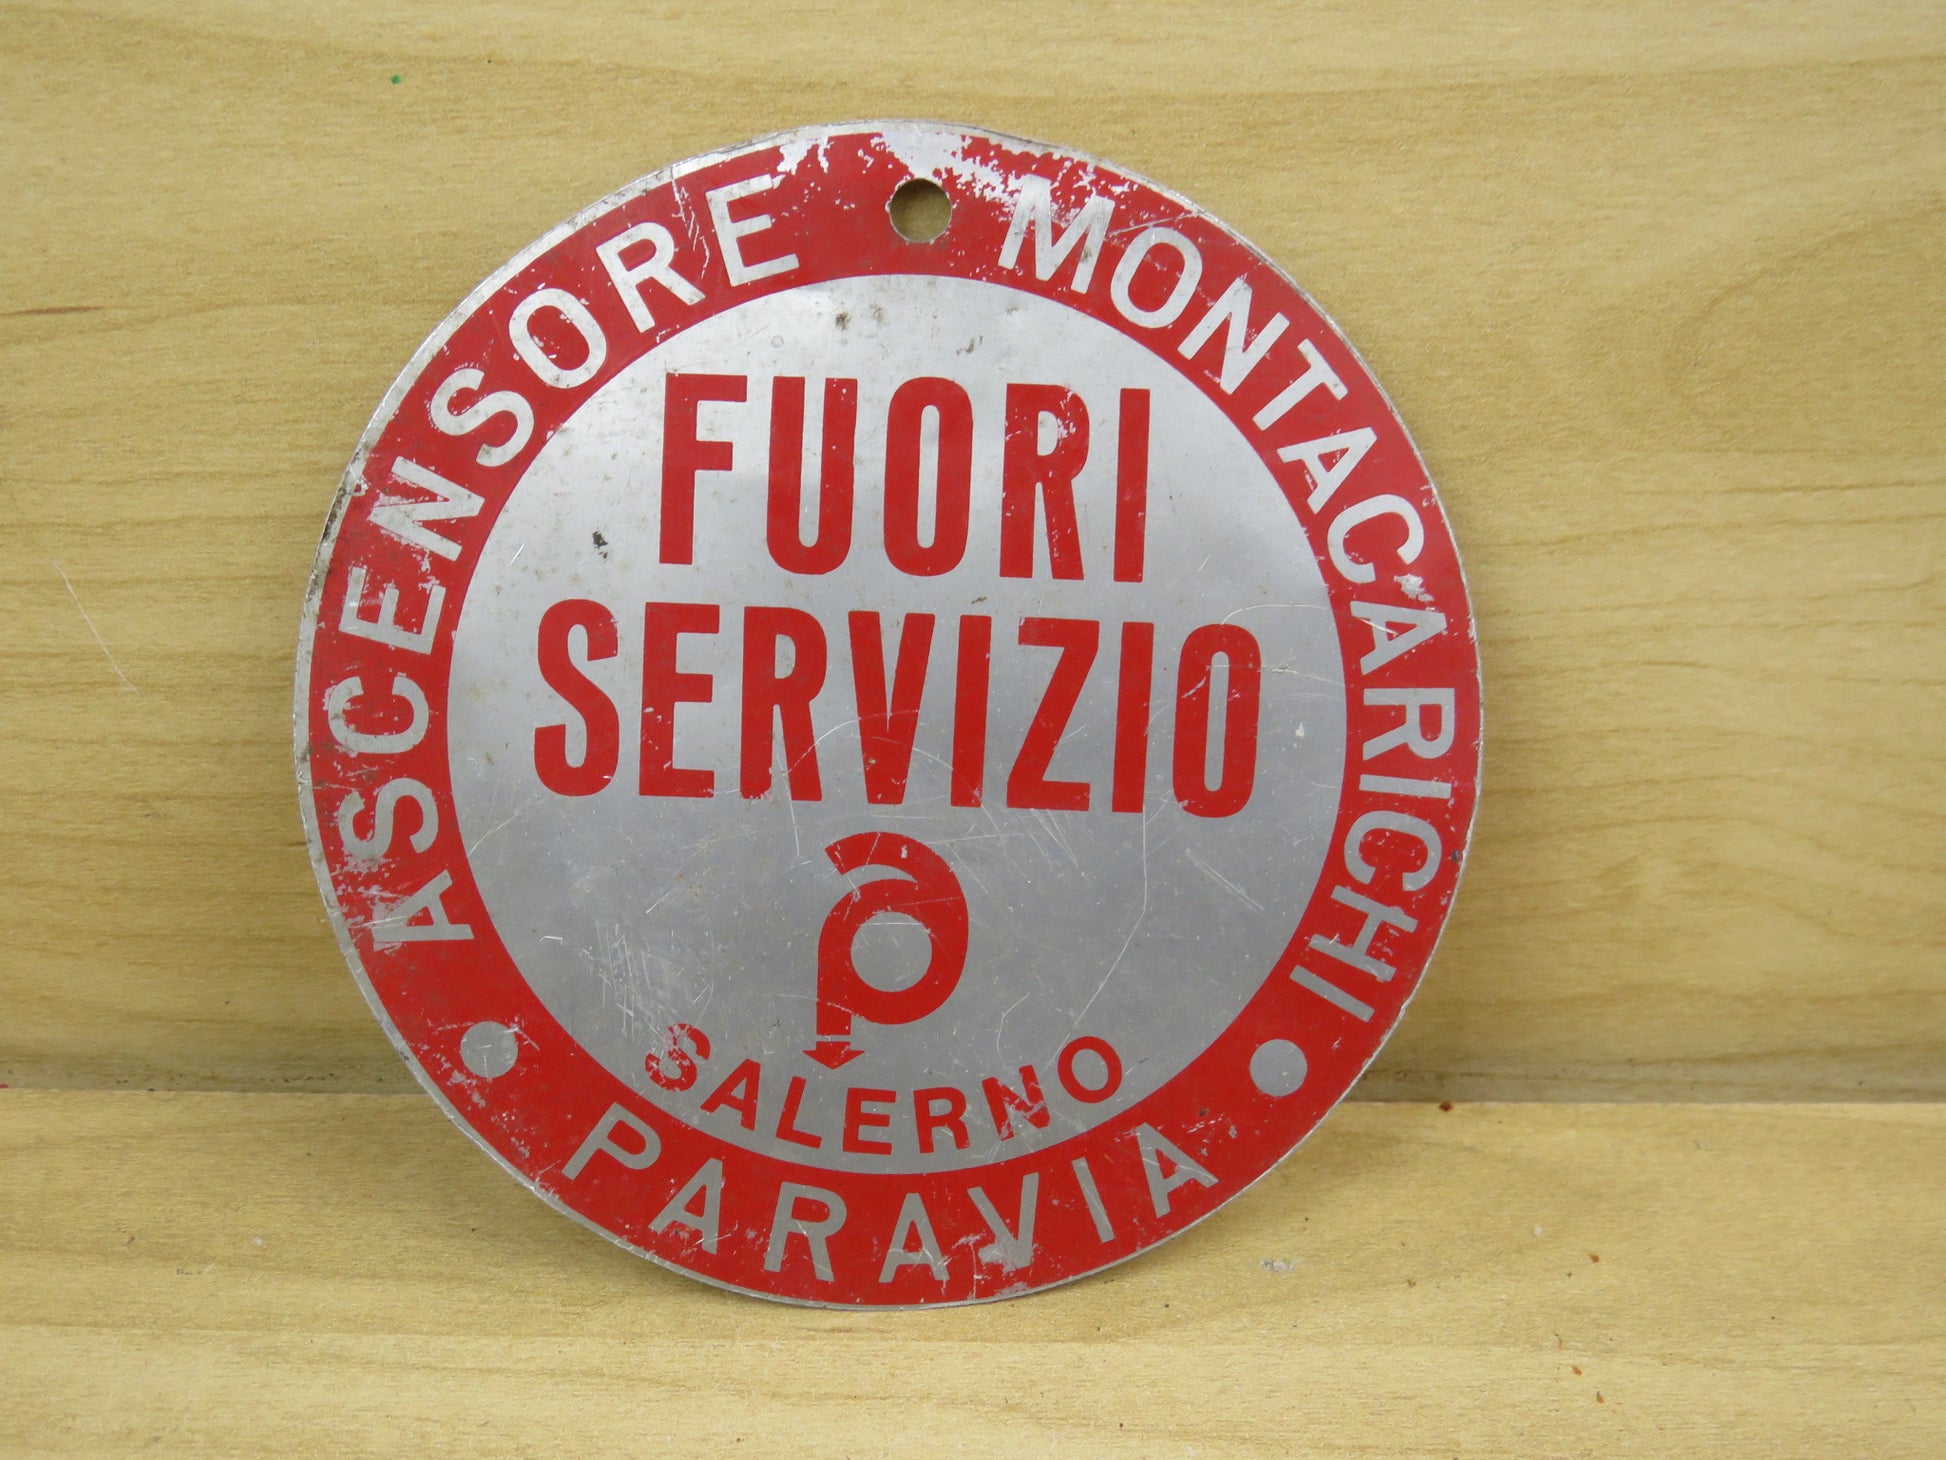 ASCENSORE MONTACARICHI
FUORI
SERVIZIO
SALERNO
PARAVIA